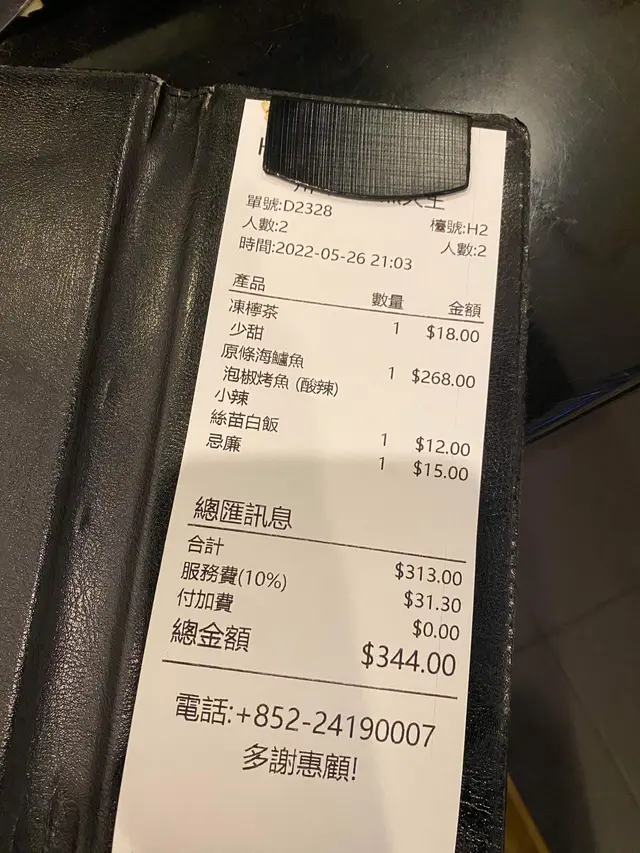 單號:D2328 檯號:H2
人數:2 人數:2
時間:2022-05-26 21:03
產品 數量 金額
凍檸茶 1 $18.00
少甜
原條海鱸魚 1 $268.00
泡椒烤魚 (酸辣)
小辣
絲苗白飯 1 $12.00
忌廉 1 $15.00
總匯訊息
合計 $313.00
服務費(10%) $31.30
付加費 $0.00
總金額 $344.00
電話:+852-24190007
多謝惠顧!